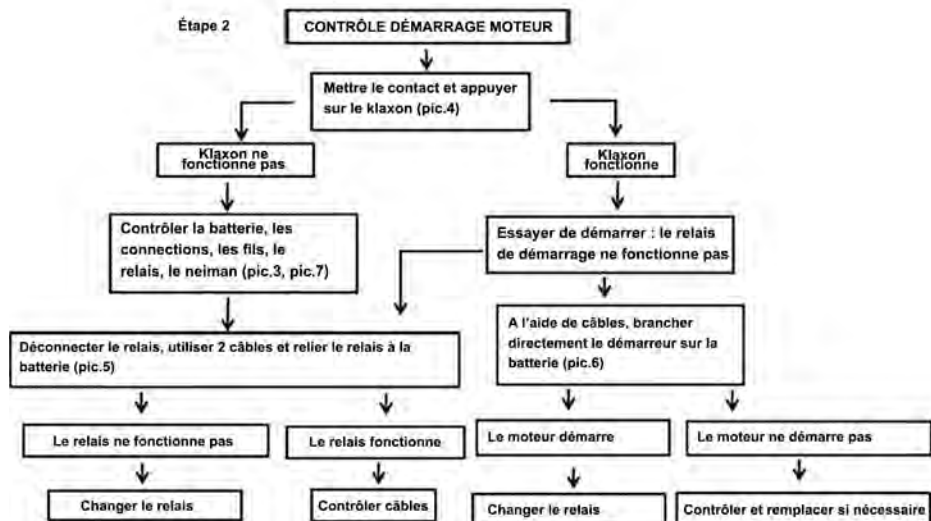 Étape 2
CONTRÔLE DÉMARRAGE MOTEUR
Mettre le contact et appuyer
sur le klaxon (pic.4)
Klaxon ne
fonctionne pas
Klaxon
fonctionne
Contrôler la batterie, les
connections, les fils, le
relais, le neiman (pic.3, pic.7)
Essayer de démarrer : le relais
de démarrage ne fonctionne pas
Déconnecter le relais, utiliser 2 câbles et relier le relais à la
batterie (pic.5)
A l'aide de câbles, brancher
directement le démarreur sur la
batterie (pic.6)
Le relais ne fonctionne pas
Le relais fonctionne
Le moteur démarre
Le moteur ne démarre pas
Changer le relais
Contrôler câbles
Changer le relais
Contrôler et remplacer si nécessaire